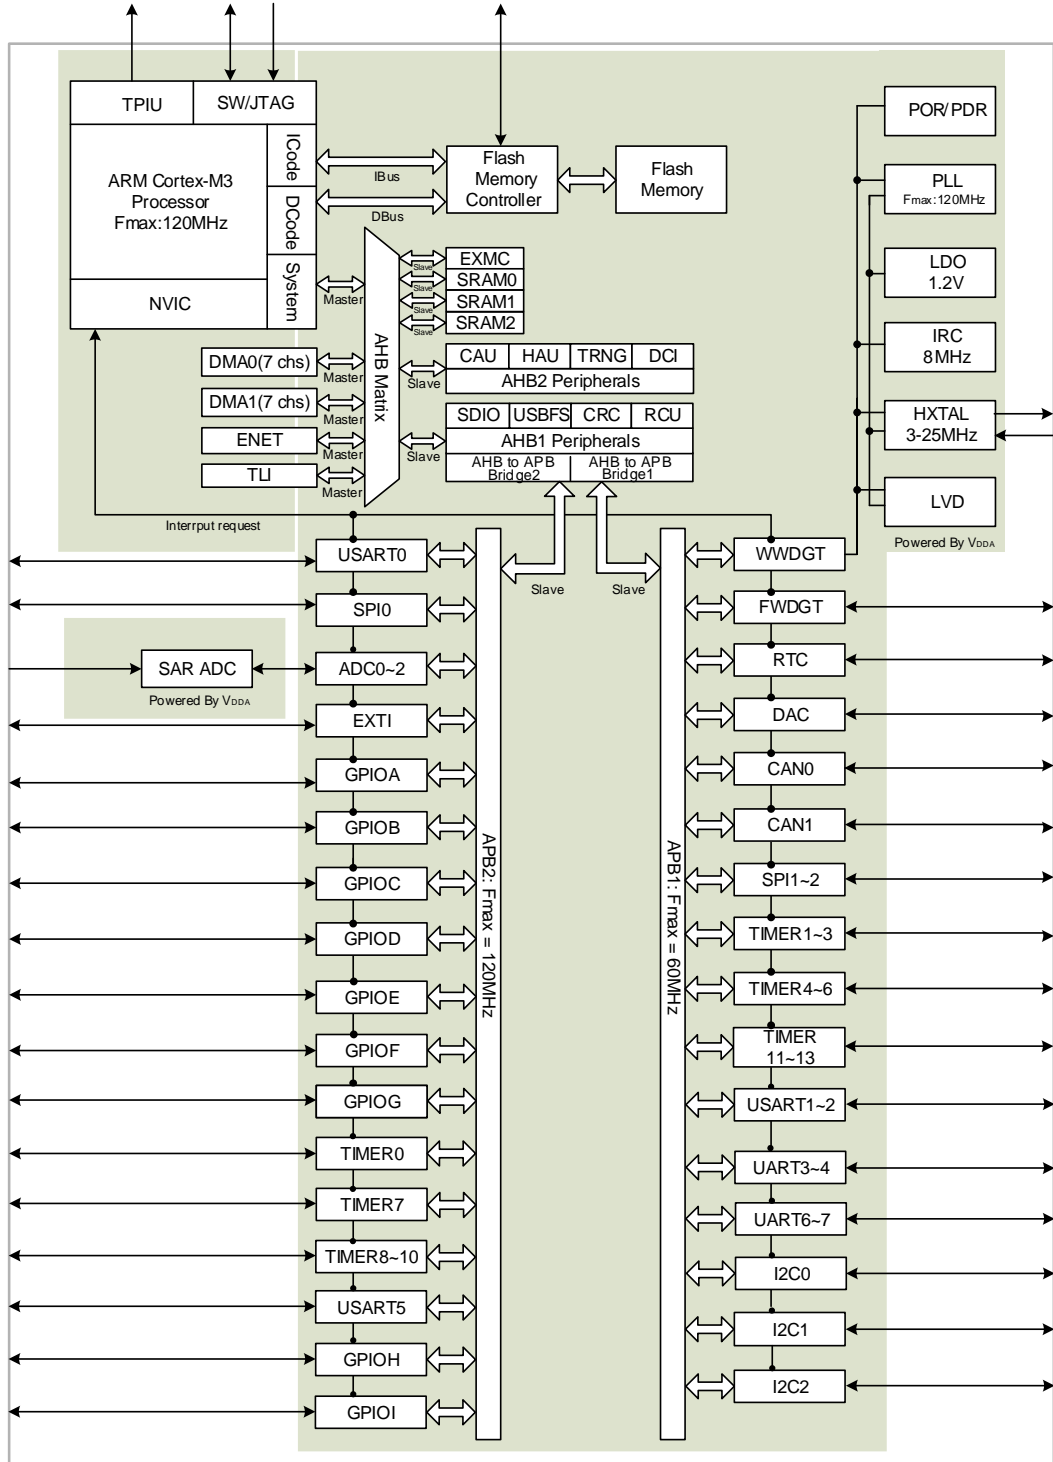 TPIU
SW/JTAG
ICode
DCode
System
ARM Cortex-M3
Processor
Fmax:120MHz
NVIC
IBus
DBus
Flash
Memory
Controller
Flash
Memory
POR/PDR
PLL
Fmax:120MHz
LDO
1.2V
IRC
8MHz
HXTAL
3-25MHz
LVD
Powered By VDDA
Master
AHB Matrix
Slave
EXMC
Slave
SRAM0
Slave
SRAM1
Slave
SRAM2
DMA0(7 chs)
Master
DMA1(7 chs)
Master
ENET
Master
TLI
Master
Slave
CAU
HAU
TRNG
DCI
AHB2 Peripherals
Slave
SDIO
USBFS
CRC
RCU
AHB1 Peripherals
AHB to APB
Bridge2
AHB to APB
Bridge1
Interrput request
Slave
Slave
USART0
SPI0
SAR ADC
Powered By VDDA
ADC0~2
EXTI
GPIOA
GPIOB
GPIOC
GPIOD
GPIOE
GPIOF
GPIOG
TIMER0
TIMER7
TIMER8~10
USART5
GPIOH
GPIOI
APB2: Fmax = 120MHz
APB1: Fmax = 60MHz
WWDGT
FWDGT
RTC
DAC
CAN0
CAN1
SPI1~2
TIMER1~3
TIMER4~6
TIMER
11~13
USART1~2
UART3~4
UART6~7
I2C0
I2C1
I2C2